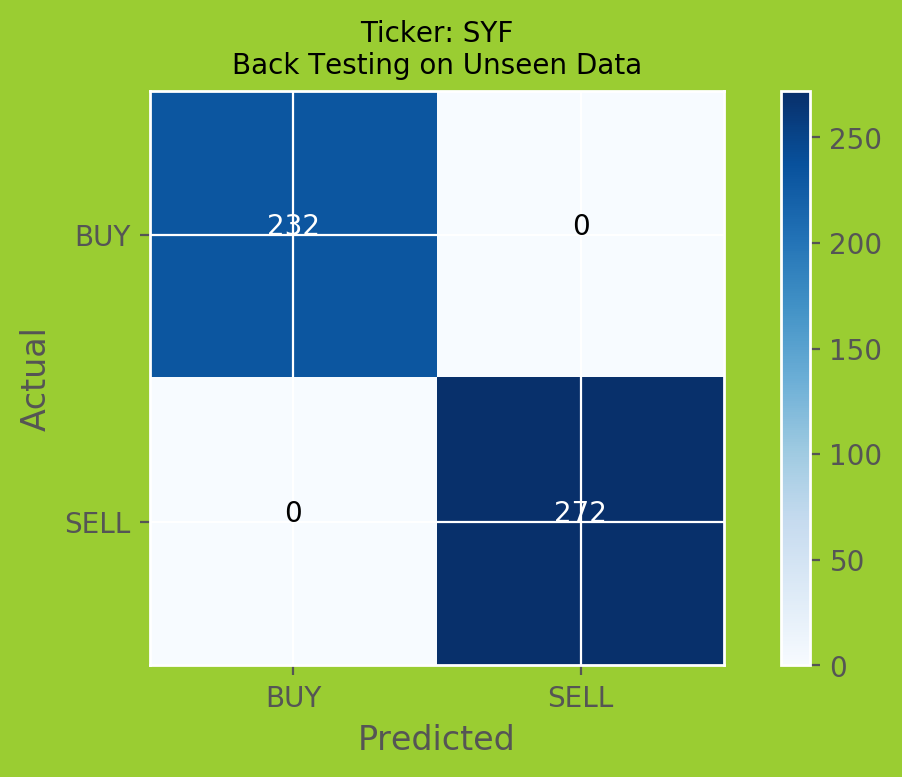 Ticker: SYF
Back Testing on Unseen Data
BUY
232
0
250
200
150
100
50
0
Actual
SELL
0
272
BUY
SELL
Predicted